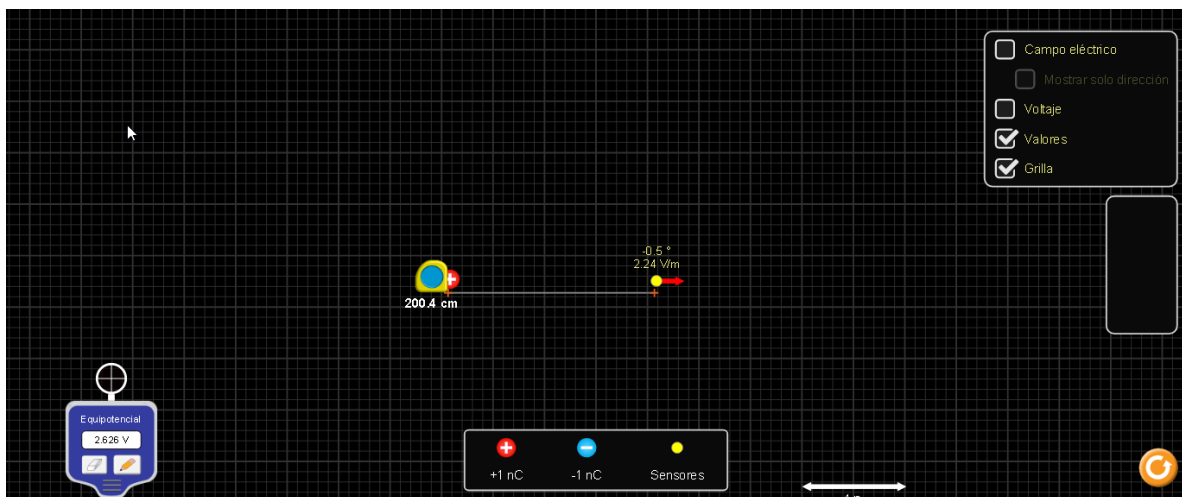 Campo eléctrico
Mostrar solo dirección
Voltaje
Valores
Grilla
-0.5 °
2.24 V/m
200.4 cm
Equipotencial
2.626 V
+1 nC
-1 nC
Sensores